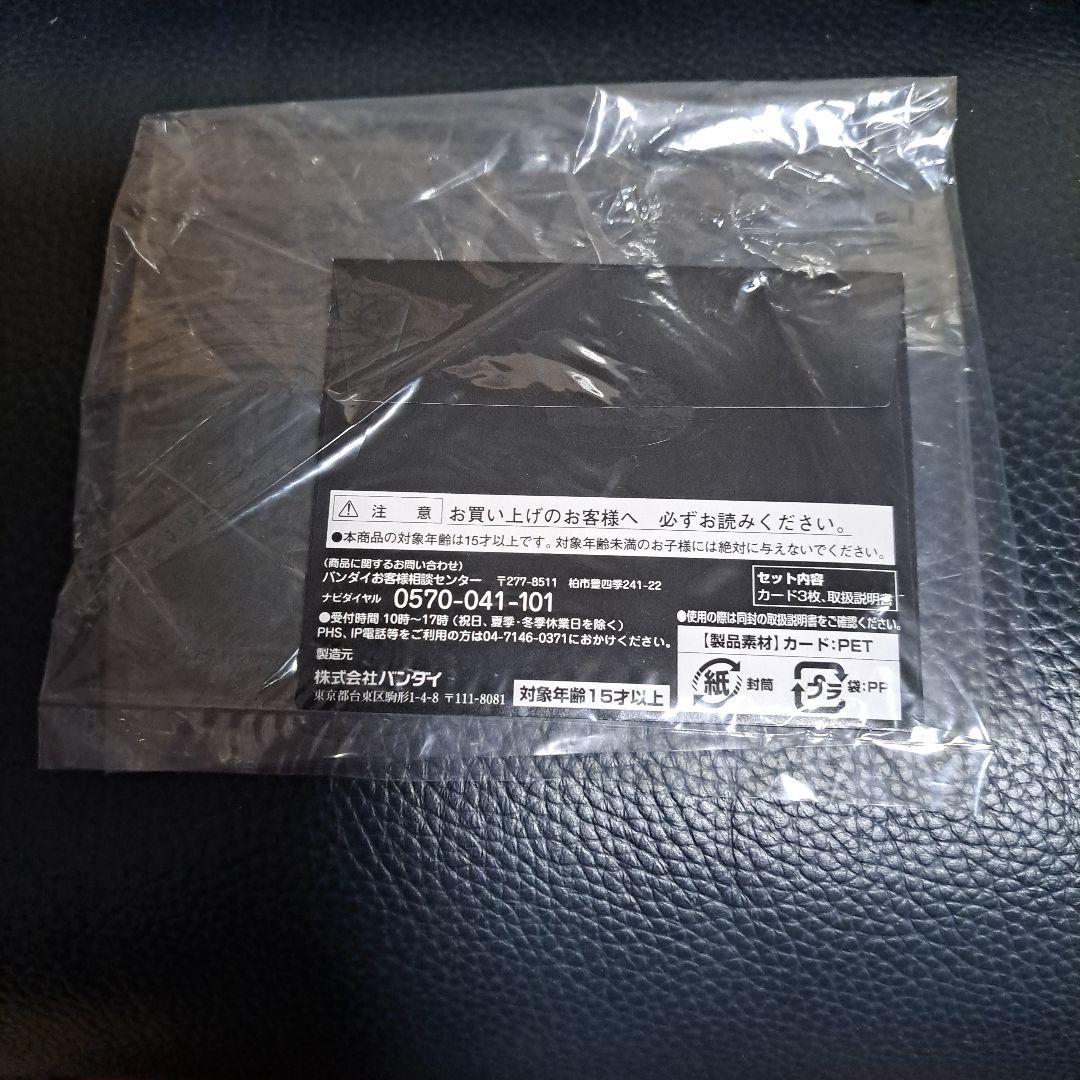 ⚠ 注 意 お買い上げのお客様へ 必ずお読みください。
●本商品の対象年齢は15才以上です。対象年齢未満のお子様には絶対に与えないでください。
(商品に関するお問い合わせ)
バンダイお客様相談センター 〒277-8511 柏市豊四季241-22
ナビダイヤル 0570-041-101
●受付時間 10時〜17時(祝日、夏季・冬季休業日を除く)
PHS、IP電話等をご利用の方は04-7146-0371におかけください。
製造元
株式会社バンダイ
東京都台東区駒形1-4-8 〒111-8081
対象年齢15才以上
セット内容
カード3枚、取扱説明書
●使用の際は同封の取扱説明書をご確認ください。
【製品素材】カード:PET
紙 封筒
プラ 袋:PP